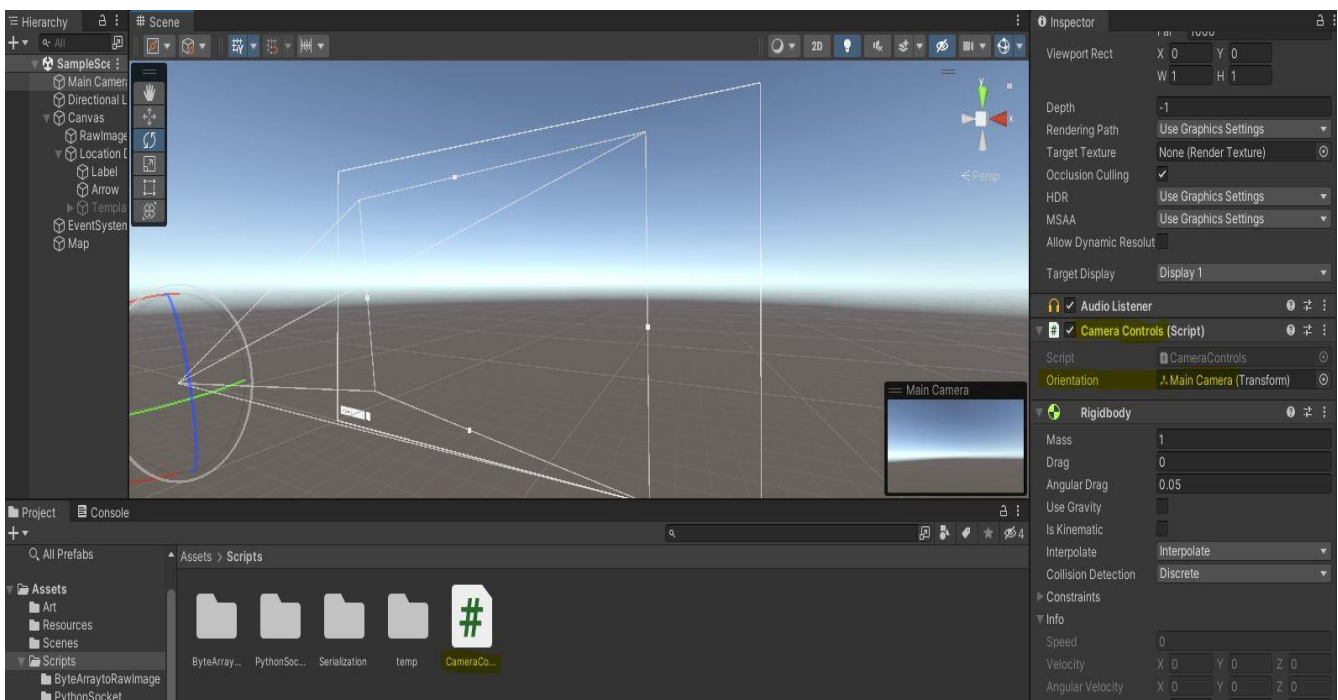 Hierarchy
All
SampleSce
Main Camera
Directional L
Canvas
RawImage
Location D
Label
Arrow
Templa
EventSystem
Map
Scene
2D
y
x
Persp
Main Camera
Project
Console
4
All Prefabs
Assets
Art
Resources
Scenes
Scripts
ByteArraytoRawImage
PythonSocket
Assets > Scripts
ByteArray...
PythonSoc...
Serialization
temp
#
CameraCo...
Inspector
Far 1000
Viewport Rect X 0 Y 0
W 1 H 1
Depth -1
Rendering Path Use Graphics Settings
Target Texture None (Render Texture)
Occlusion Culling
HDR Use Graphics Settings
MSAA Use Graphics Settings
Allow Dynamic Resolut
Target Display Display 1
Audio Listener
# Camera Controls (Script)
Script CameraControls
Orientation Main Camera (Transform)
Rigidbody
Mass 1
Drag 0
Angular Drag 0.05
Use Gravity
Is Kinematic
Interpolate Interpolate
Collision Detection Discrete
Constraints
Info
Speed 0
Velocity X 0 Y 0 Z 0
Angular Velocity X 0 Y 0 Z 0